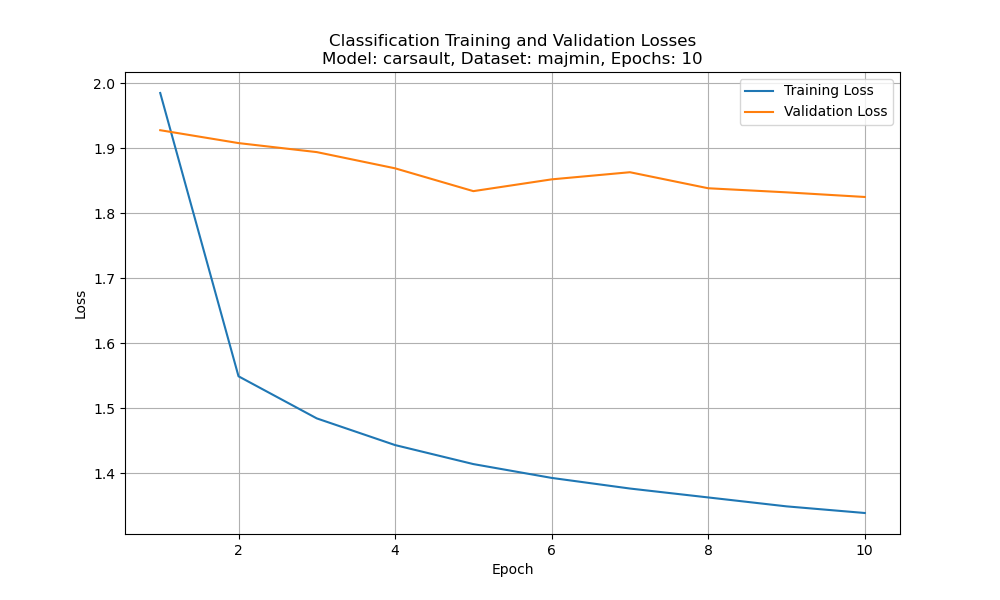 Classification Training and Validation Losses
Model: carsault, Dataset: majmin, Epochs: 10
Training Loss
Validation Loss
2.0
1.9
1.8
1.7
1.6
1.5
1.4
Loss
2 4 6 8 10
Epoch